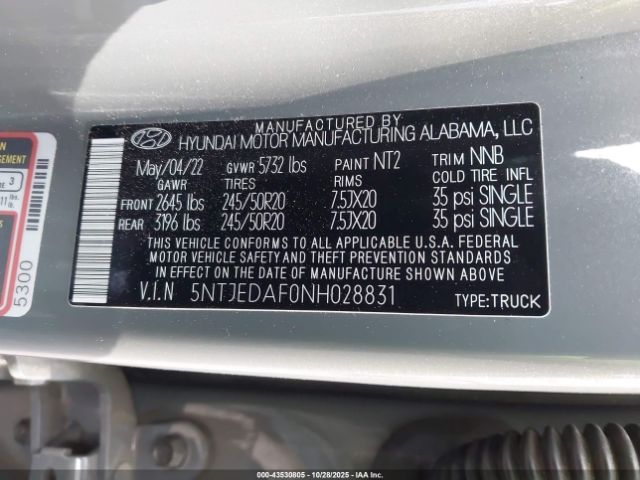 MANUFACTURED BY
HYUNDAI MOTOR MANUFACTURING ALABAMA, LLC
May/04/22 GVWR 5732 lbs PAINT NT2 TRIM NNB
GAWR TIRES RIMS COLD TIRE INFL
FRONT 2645 lbs 245/50R20 7.5JX20 35 psi SINGLE
REAR 3196 lbs 245/50R20 7.5JX20 35 psi SINGLE
THIS VEHICLE CONFORMS TO ALL APPLICABLE U.S.A. FEDERAL
MOTOR VEHICLE SAFETY AND THEFT PREVENTION STANDARDS
IN EFFECT ON THE DATE OF MANUFACTURE SHOWN ABOVE.
V.I.N 5NTJEDAF0NH028831 TYPE:TRUCK
3
lbs.
5300
000-43530805 | 10/28/2025 - IAA, Inc.